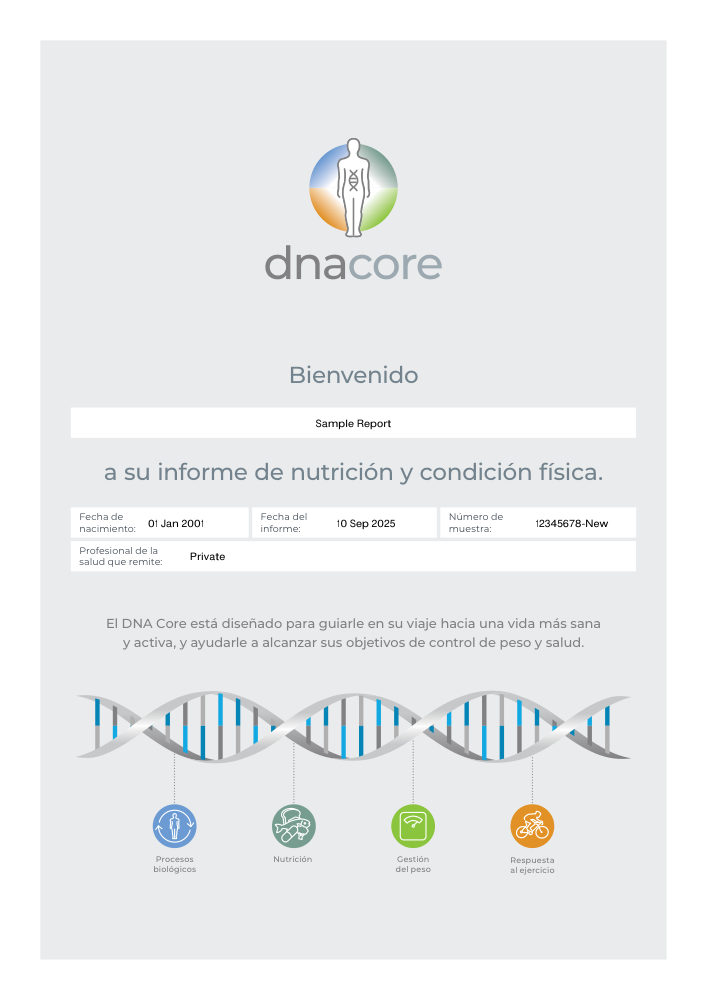 dnacore
Bienvenido
Sample Report
a su informe de nutrición y condición física.
Fecha de
nacimiento:
01 Jan 2001
Fecha del
informe:
10 Sep 2025
Número de
muestra:
12345678-New
Profesional de la
salud que remite:
Private
El DNA Core está diseñado para guiarle en su viaje hacia una vida más sana
y activa, y ayudarle a alcanzar sus objetivos de control de peso y salud.
Procesos
biológicos
Nutrición
Gestión
del peso
Respuesta
al ejercicio